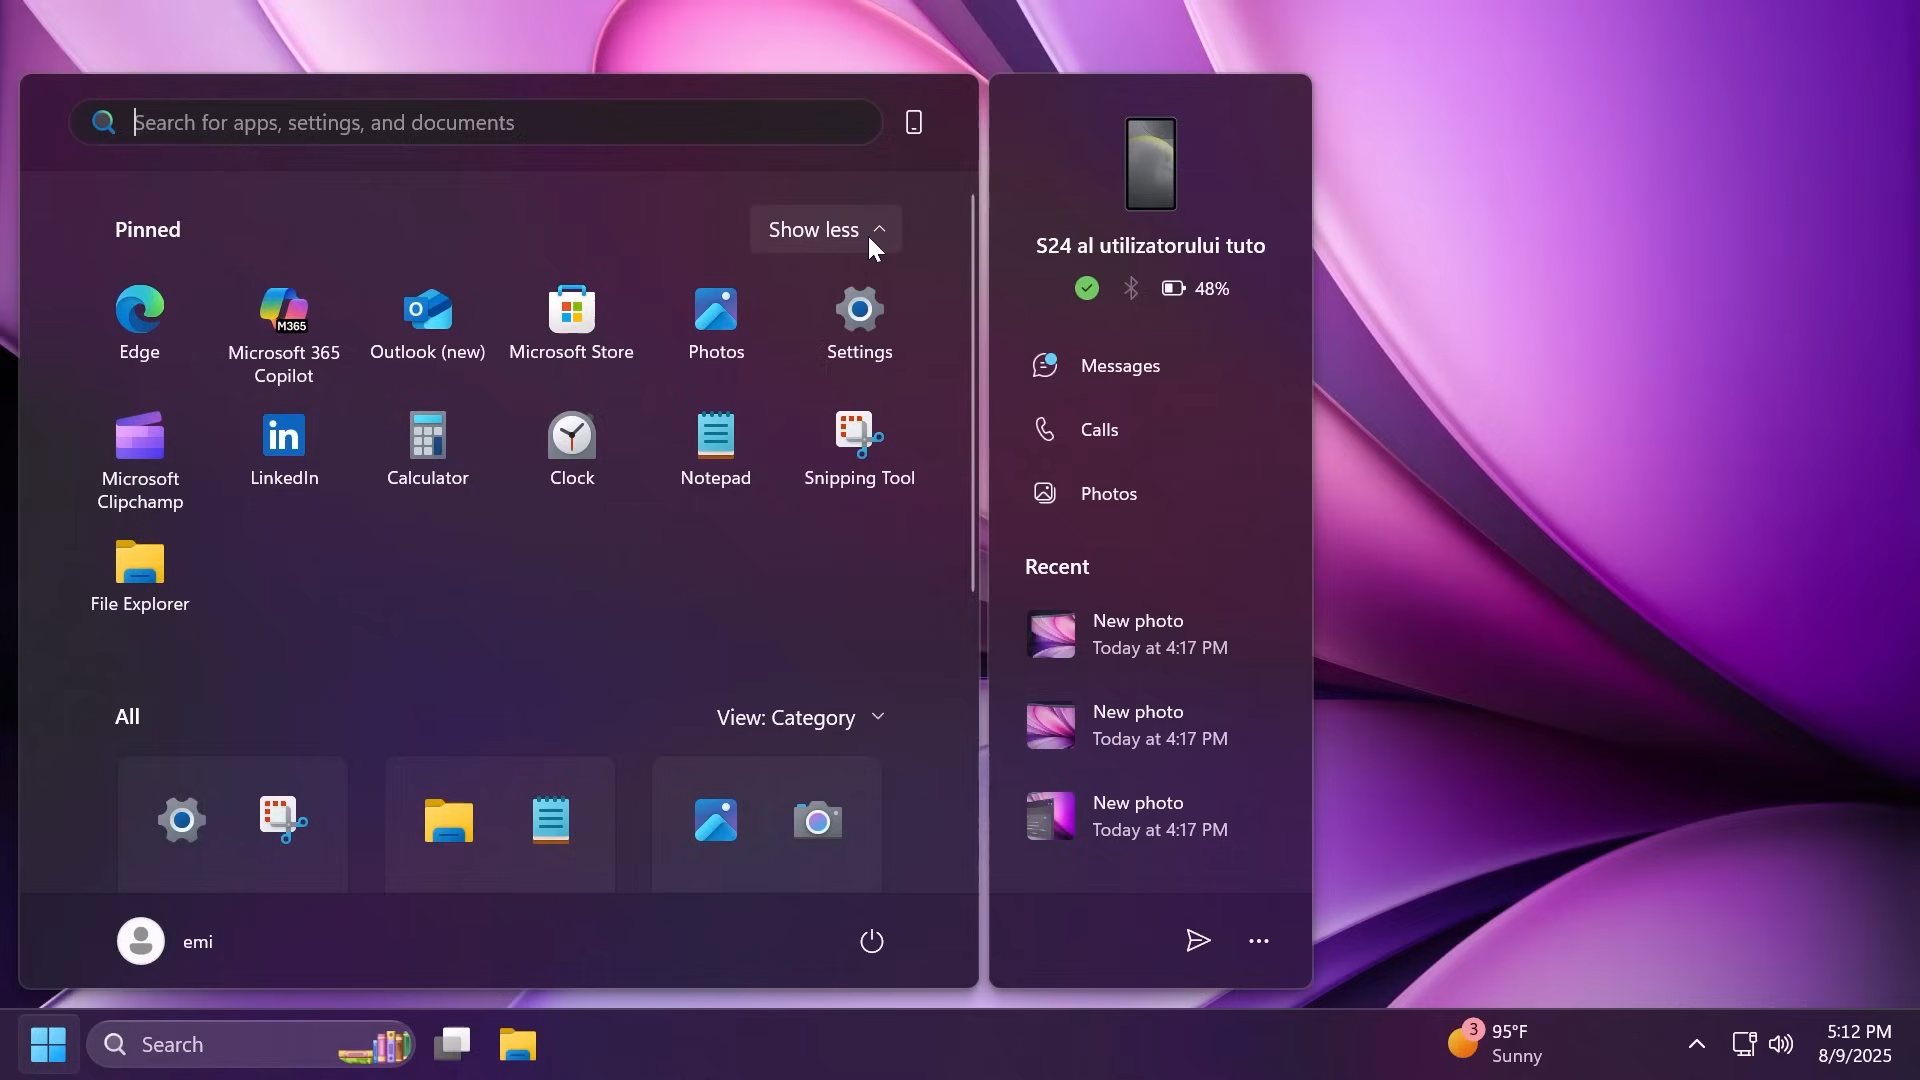 Search for apps, settings, and documents
Pinned
Show less
Edge
M365
Microsoft 365
Copilot
Outlook (new)
Microsoft Store
Photos
Settings
Microsoft
Clipchamp
in
LinkedIn
Calculator
Clock
Notepad
Snipping Tool
File Explorer
All
View: Category
emi
S24 al utilizatorului tuto
48%
Messages
Calls
Photos
Recent
New photo
Today at 4:17 PM
New photo
Today at 4:17 PM
New photo
Today at 4:17 PM
Search
3
95°F
Sunny
5:12 PM
8/9/2025